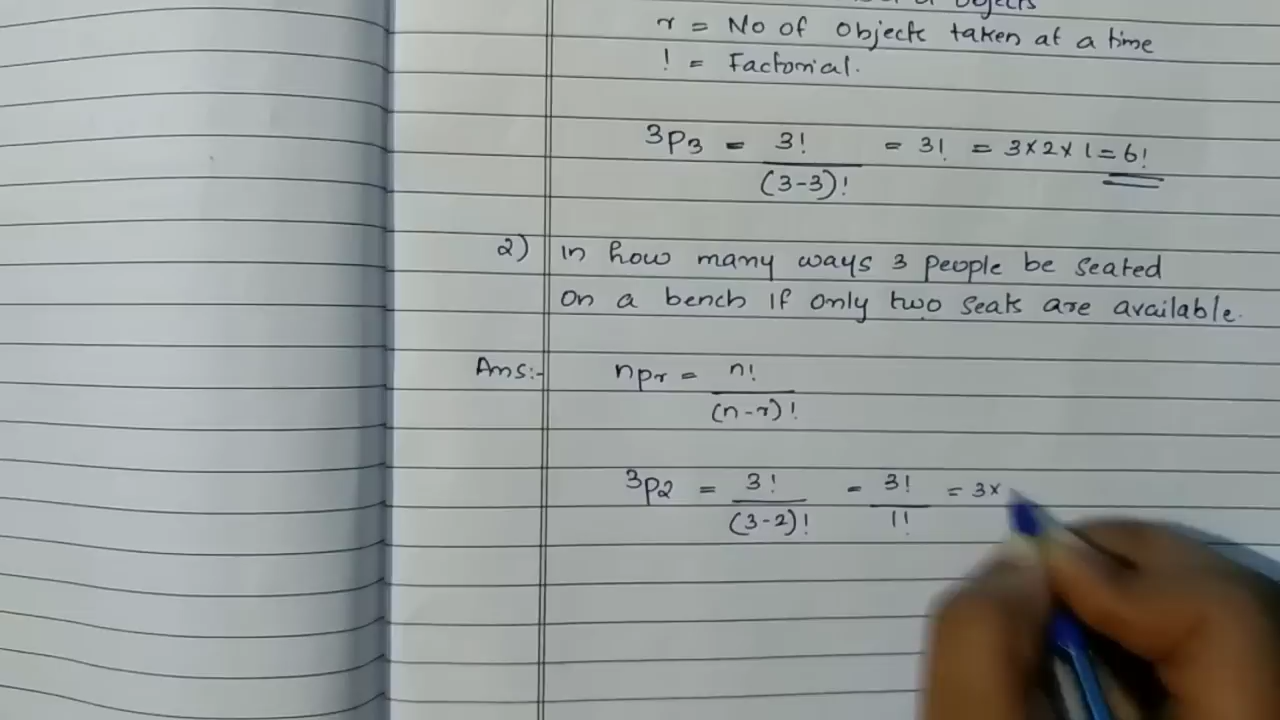 objects
r = No of objects taken at a time
! = Factorial.
3P3 = 3! / (3-3)! = 3! = 3×2×1 = 6!
2) In how many ways 3 people be seated
on a bench if only two seats are available.
Ans:- nPr = n! / (n-r)!
3P2 = 3! / (3-2)! = 3! / 1! = 3×